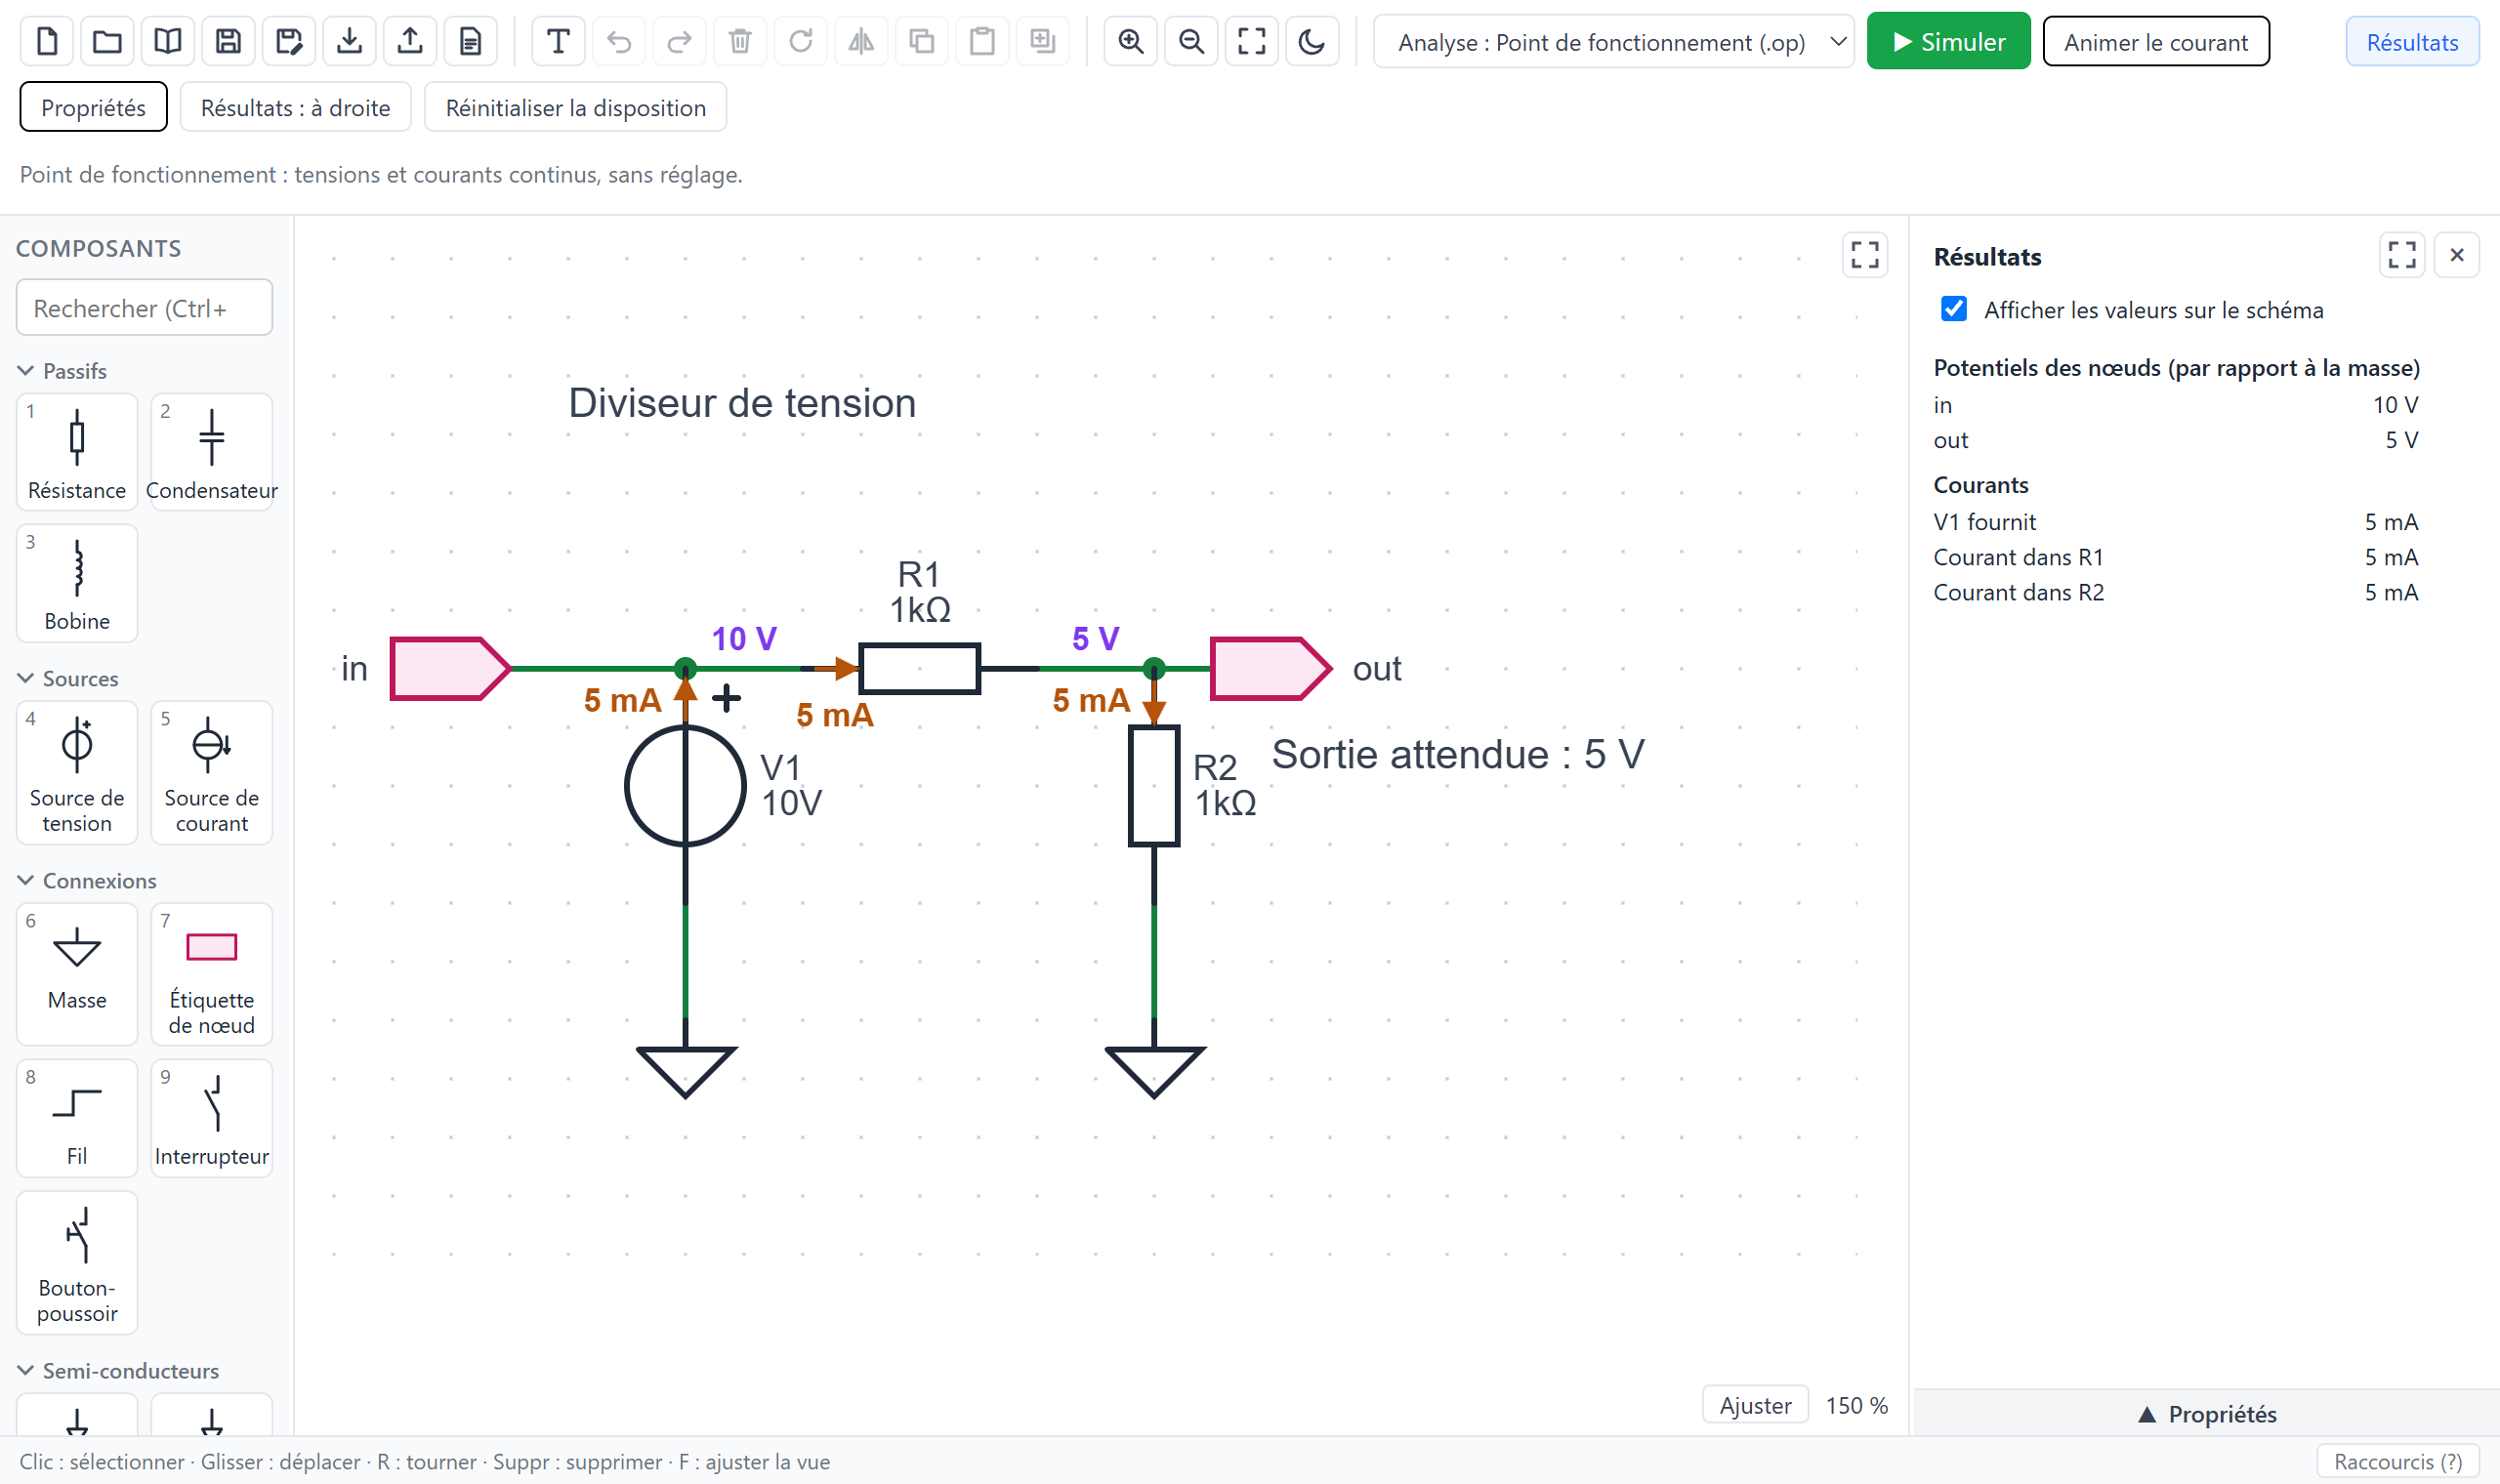 Analyse : Point de fonctionnement (.op)
Simuler
Animer le courant
Résultats
Propriétés
Résultats : à droite
Réinitialiser la disposition
Point de fonctionnement : tensions et courants continus, sans réglage.
COMPOSANTS
Rechercher (Ctrl+
Passifs
1
Résistance
2
Condensateur
3
Bobine
Sources
4
Source de
tension
5
Source de
courant
Connexions
6
Masse
7
Étiquette
de nœud
8
Fil
9
Interrupteur
Bouton-
poussoir
Semi-conducteurs
Diviseur de tension
R1
1kΩ
in
10 V
5 V
out
5 mA
+
5 mA
5 mA
V1
10V
R2
1kΩ
Sortie attendue : 5 V
Ajuster
150 %
Résultats
Afficher les valeurs sur le schéma
Potentiels des nœuds (par rapport à la masse)
in 10 V
out 5 V
Courants
V1 fournit 5 mA
Courant dans R1 5 mA
Courant dans R2 5 mA
Propriétés
Clic : sélectionner · Glisser : déplacer · R : tourner · Suppr : supprimer · F : ajuster la vue
Raccourcis (?)